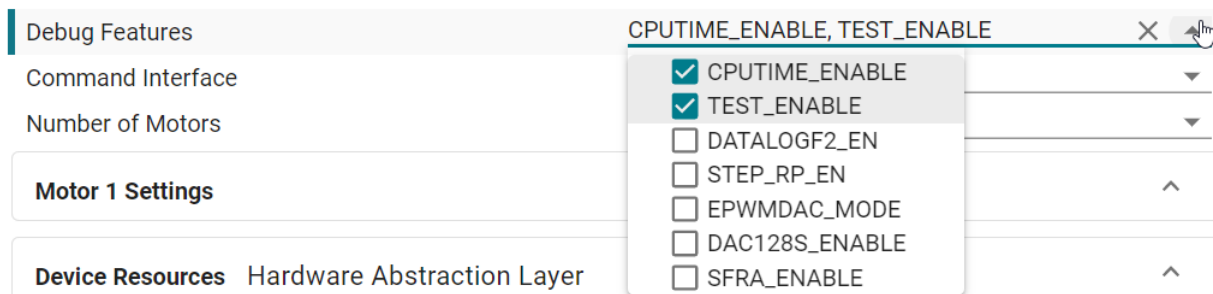 Debug Features CPUTIME_ENABLE, TEST_ENABLE
CPUTIME_ENABLE
Command Interface
TEST_ENABLE
Number of Motors
DATALOGF2_EN
STEP_RP_EN
Motor 1 Settings
EPWMDAC_MODE
DAC128S_ENABLE
Device Resources Hardware Abstraction Layer
SFRA_ENABLE